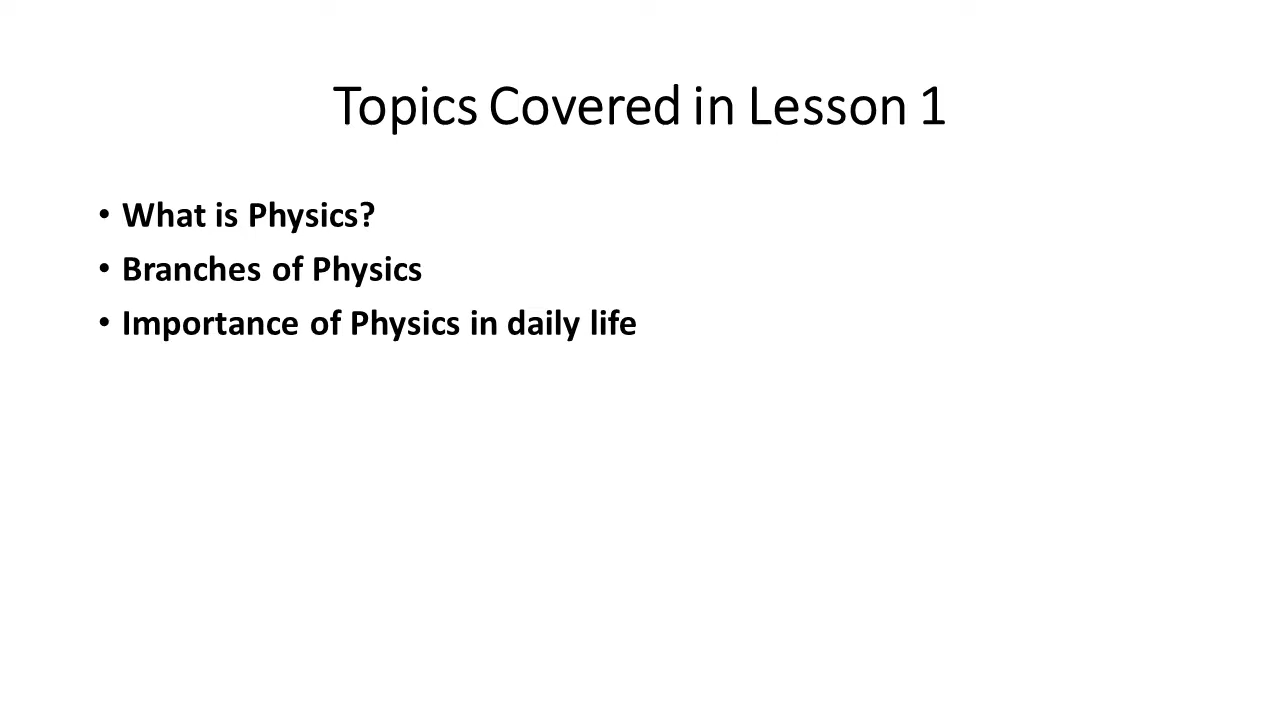 Topics Covered in Lesson 1
• What is Physics?
• Branches of Physics
• Importance of Physics in daily life